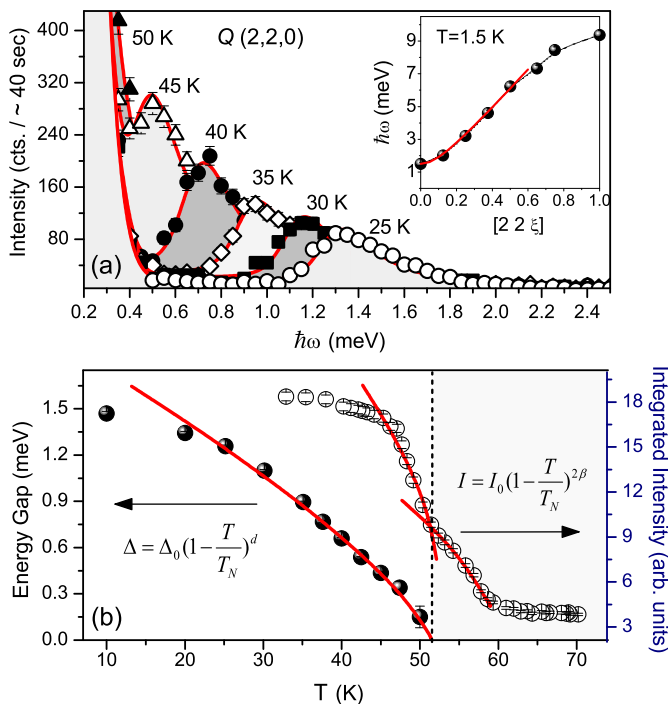 Intensity (cts. / ~ 40 sec)
400
320
240
160
80
50 K
Q (2,2,0)
45 K
40 K
35 K
30 K
25 K
(a)
0.2 0.4 0.6 0.8 1.0 1.2 1.4 1.6 1.8 2.0 2.2 2.4
ħω (meV)
T=1.5 K
ħω (meV)
9
7
5
3
1
0.0 0.2 0.4 0.6 0.8 1.0
[2 2 ξ]
Energy Gap (meV)
1.5
1.2
0.9
0.6
0.3
0.0
Δ = Δ₀(1−T/T_N)^d
I = I₀(1−T/T_N)^{2β}
(b)
10 20 30 40 50 60 70
T (K)
21
18
15
12
9
6
3
Integrated Intensity (arb. units)